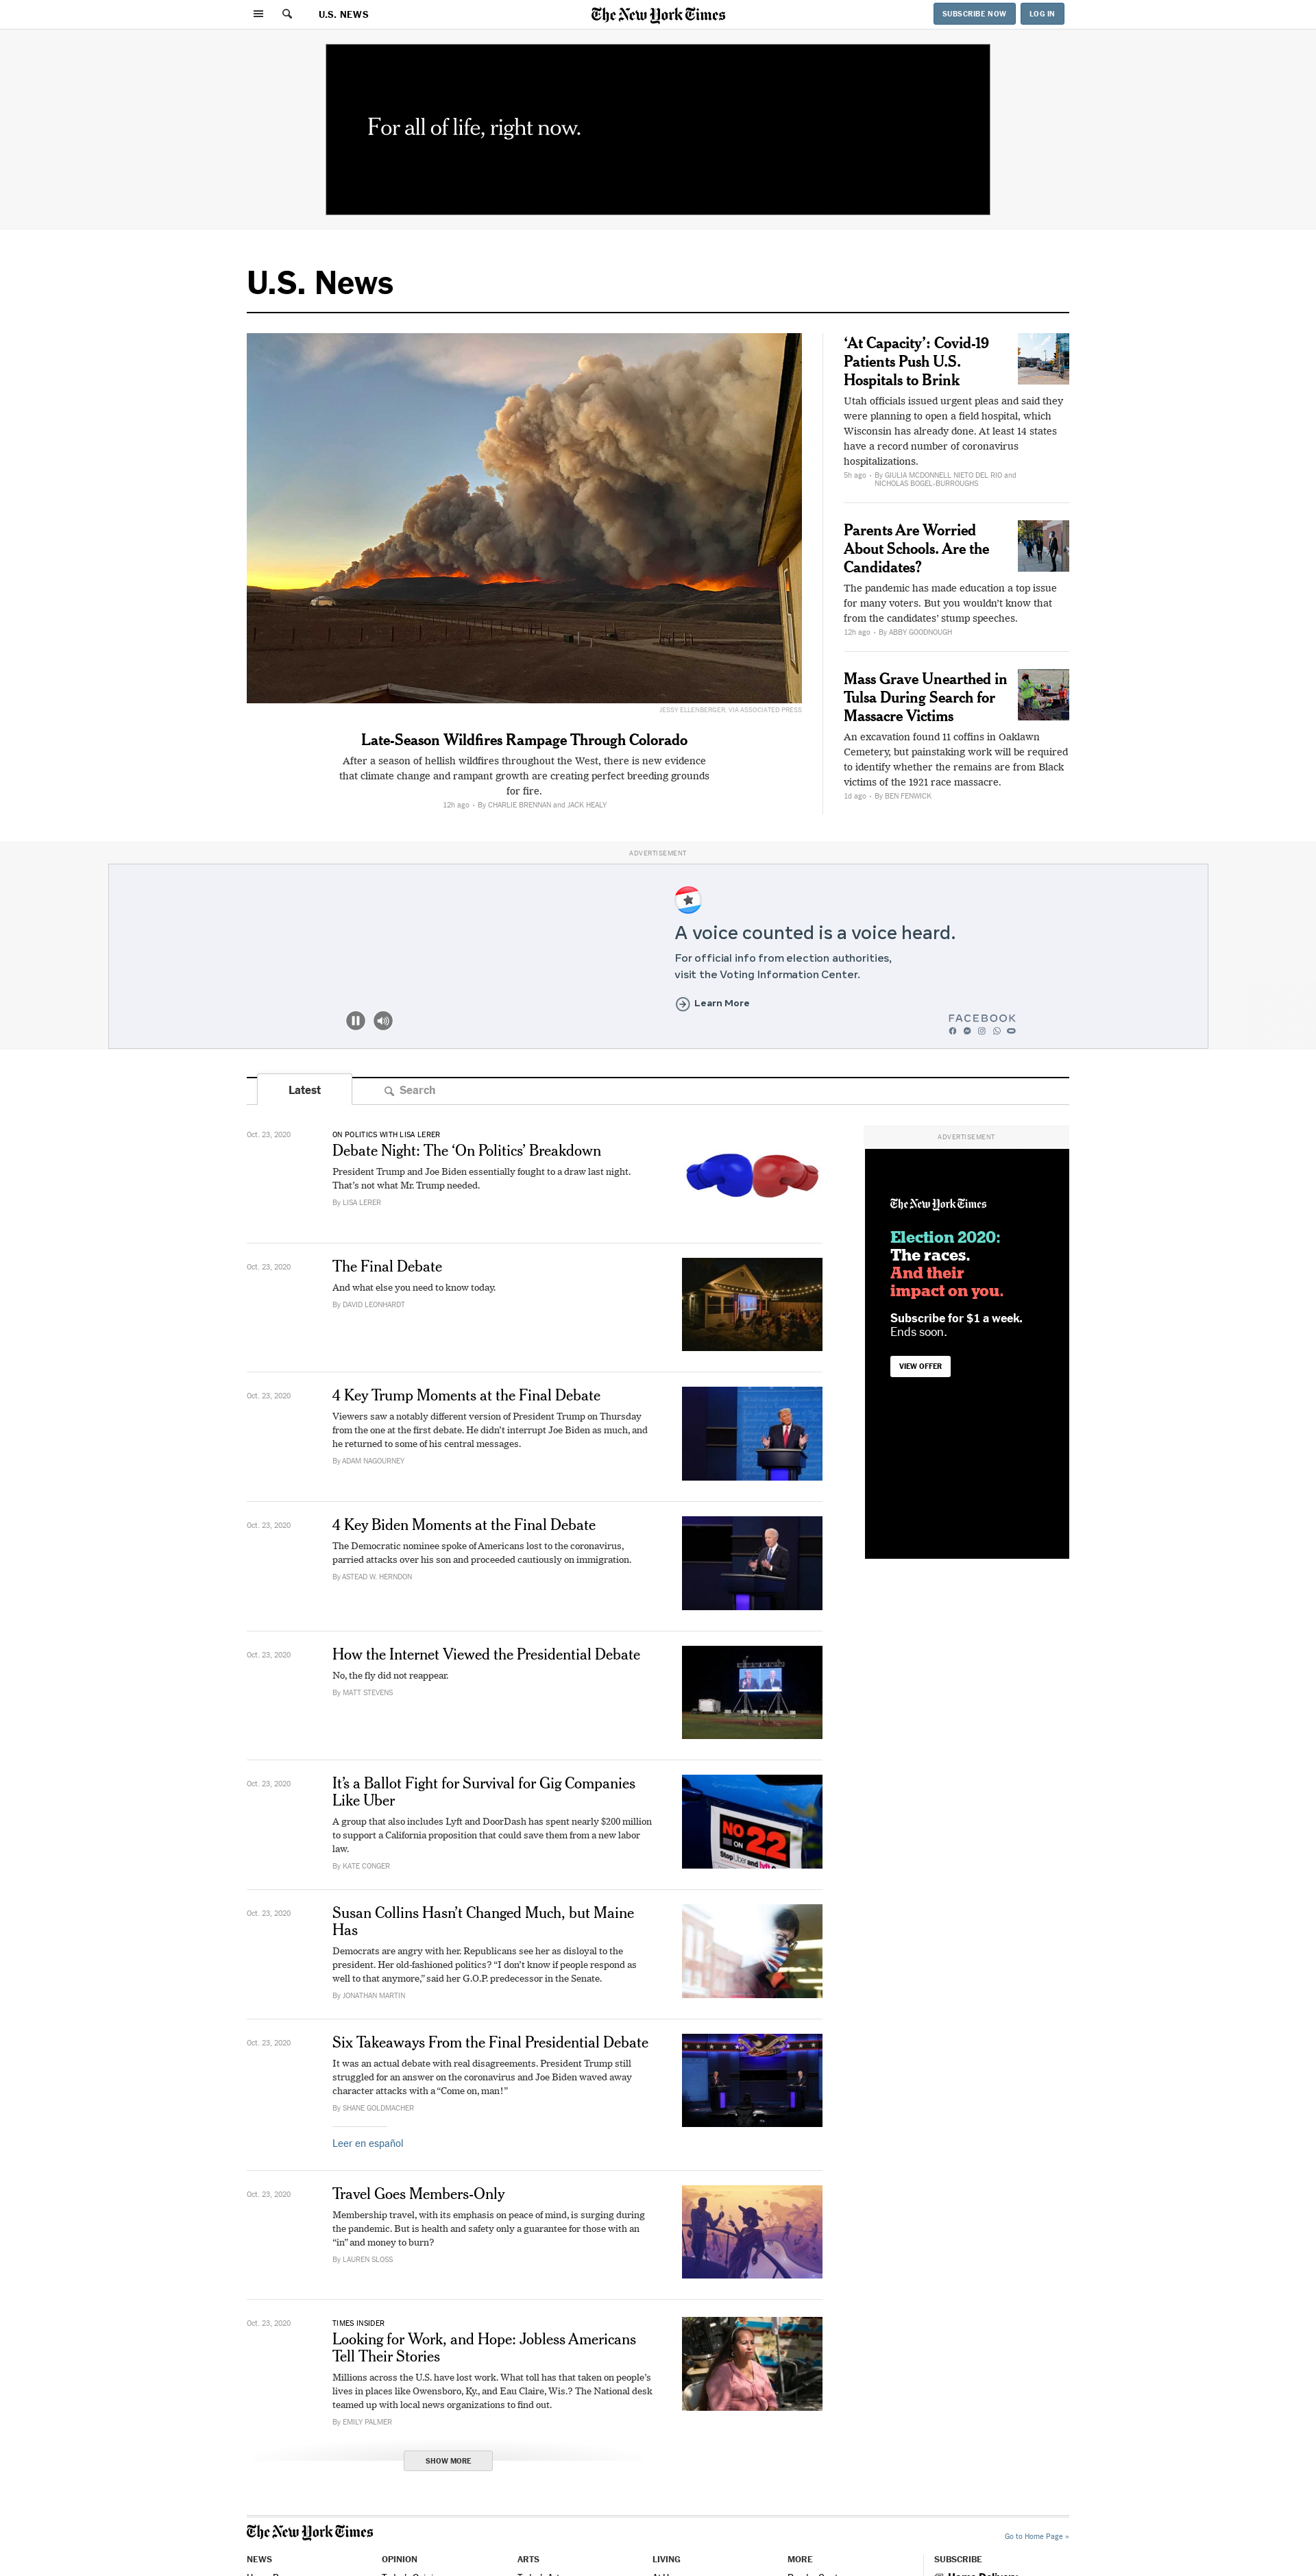 U.S. NEWS
The New York Times
SUBSCRIBE NOW
LOG IN
For all of life, right now.
U.S. News
JESSY ELLENBERGER, VIA ASSOCIATED PRESS
Late-Season Wildfires Rampage Through Colorado
After a season of hellish wildfires throughout the West, there is new evidence
that climate change and rampant growth are creating perfect breeding grounds
for fire.
12h ago · By CHARLIE BRENNAN and JACK HEALY
‘At Capacity’: Covid-19
Patients Push U.S.
Hospitals to Brink
Utah officials issued urgent pleas and said they
were planning to open a field hospital, which
Wisconsin has already done. At least 14 states
have a record number of coronavirus
hospitalizations.
5h ago · By GIULIA MCDONNELL NIETO DEL RIO and
NICHOLAS BOGEL-BURROUGHS
Parents Are Worried
About Schools. Are the
Candidates?
The pandemic has made education a top issue
for many voters. But you wouldn’t know that
from the candidates’ stump speeches.
12h ago · By ABBY GOODNOUGH
Mass Grave Unearthed in
Tulsa During Search for
Massacre Victims
An excavation found 11 coffins in Oaklawn
Cemetery, but painstaking work will be required
to identify whether the remains are from Black
victims of the 1921 race massacre.
1d ago · By BEN FENWICK
ADVERTISEMENT
A voice counted is a voice heard.
For official info from election authorities,
visit the Voting Information Center.
Learn More
FACEBOOK
Latest
Search
Oct. 23, 2020
ON POLITICS WITH LISA LERER
Debate Night: The ‘On Politics’ Breakdown
President Trump and Joe Biden essentially fought to a draw last night.
That’s not what Mr. Trump needed.
By LISA LERER
Oct. 23, 2020
The Final Debate
And what else you need to know today.
By DAVID LEONHARDT
Oct. 23, 2020
4 Key Trump Moments at the Final Debate
Viewers saw a notably different version of President Trump on Thursday
from the one at the first debate. He didn’t interrupt Joe Biden as much, and
he returned to some of his central messages.
By ADAM NAGOURNEY
Oct. 23, 2020
4 Key Biden Moments at the Final Debate
The Democratic nominee spoke of Americans lost to the coronavirus,
parried attacks over his son and proceeded cautiously on immigration.
By ASTEAD W. HERNDON
Oct. 23, 2020
How the Internet Viewed the Presidential Debate
No, the fly did not reappear.
By MATT STEVENS
Oct. 23, 2020
It’s a Ballot Fight for Survival for Gig Companies
Like Uber
A group that also includes Lyft and DoorDash has spent nearly $200 million
to support a California proposition that could save them from a new labor
law.
By KATE CONGER
NO
ON
22
Stop Uber and lyft
Oct. 23, 2020
Susan Collins Hasn’t Changed Much, but Maine
Has
Democrats are angry with her. Republicans see her as disloyal to the
president. Her old-fashioned politics? “I don’t know if people respond as
well to that anymore,” said her G.O.P. predecessor in the Senate.
By JONATHAN MARTIN
Oct. 23, 2020
Six Takeaways From the Final Presidential Debate
It was an actual debate with real disagreements. President Trump still
struggled for an answer on the coronavirus and Joe Biden waved away
character attacks with a “Come on, man!”
By SHANE GOLDMACHER
Leer en español
Oct. 23, 2020
Travel Goes Members-Only
Membership travel, with its emphasis on peace of mind, is surging during
the pandemic. But is health and safety only a guarantee for those with an
“in” and money to burn?
By LAUREN SLOSS
Oct. 23, 2020
TIMES INSIDER
Looking for Work, and Hope: Jobless Americans
Tell Their Stories
Millions across the U.S. have lost work. What toll has that taken on people’s
lives in places like Owensboro, Ky., and Eau Claire, Wis.? The National desk
teamed up with local news organizations to find out.
By EMILY PALMER
SHOW MORE
ADVERTISEMENT
The New York Times
Election 2020:
The races.
And their
impact on you.
Subscribe for $1 a week.
Ends soon.
VIEW OFFER
The New York Times
Go to Home Page »
NEWS
OPINION
ARTS
LIVING
MORE
SUBSCRIBE